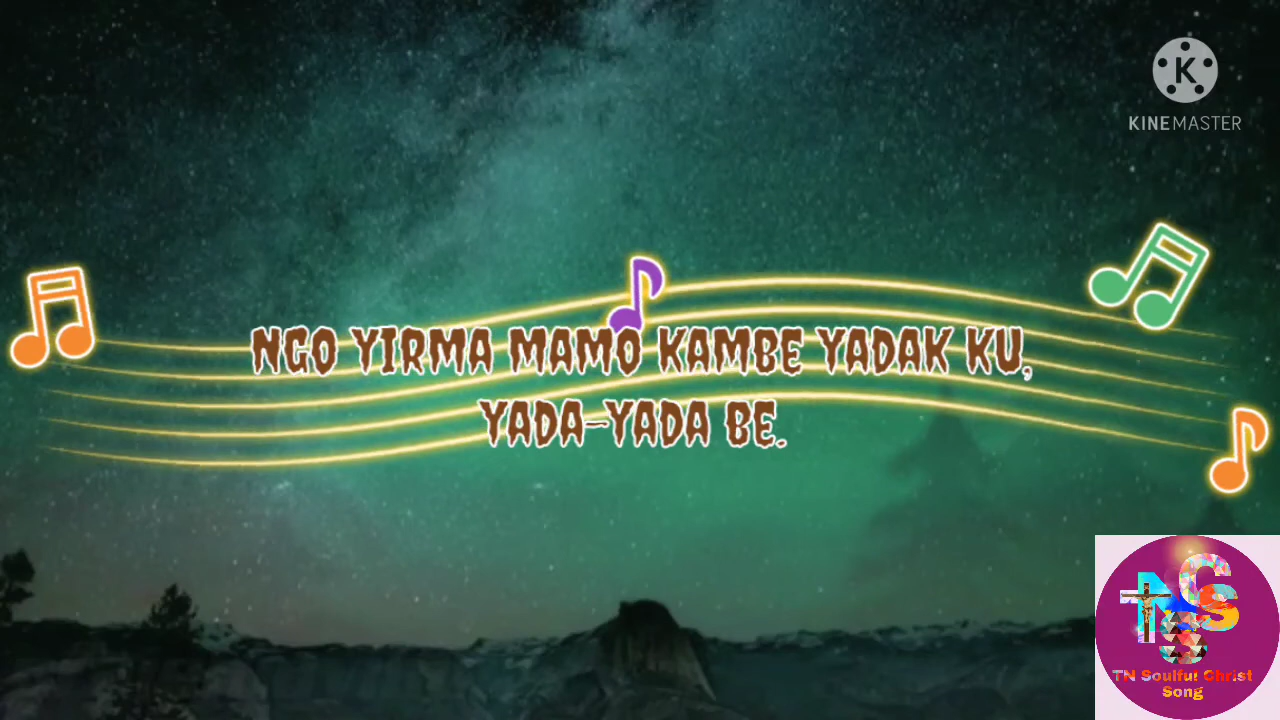 K
KINEMASTER
NGO YIRMA MAMO KAMBE YADAK KU,
YADA-YADA BE.
TN Soulful Christ
Song